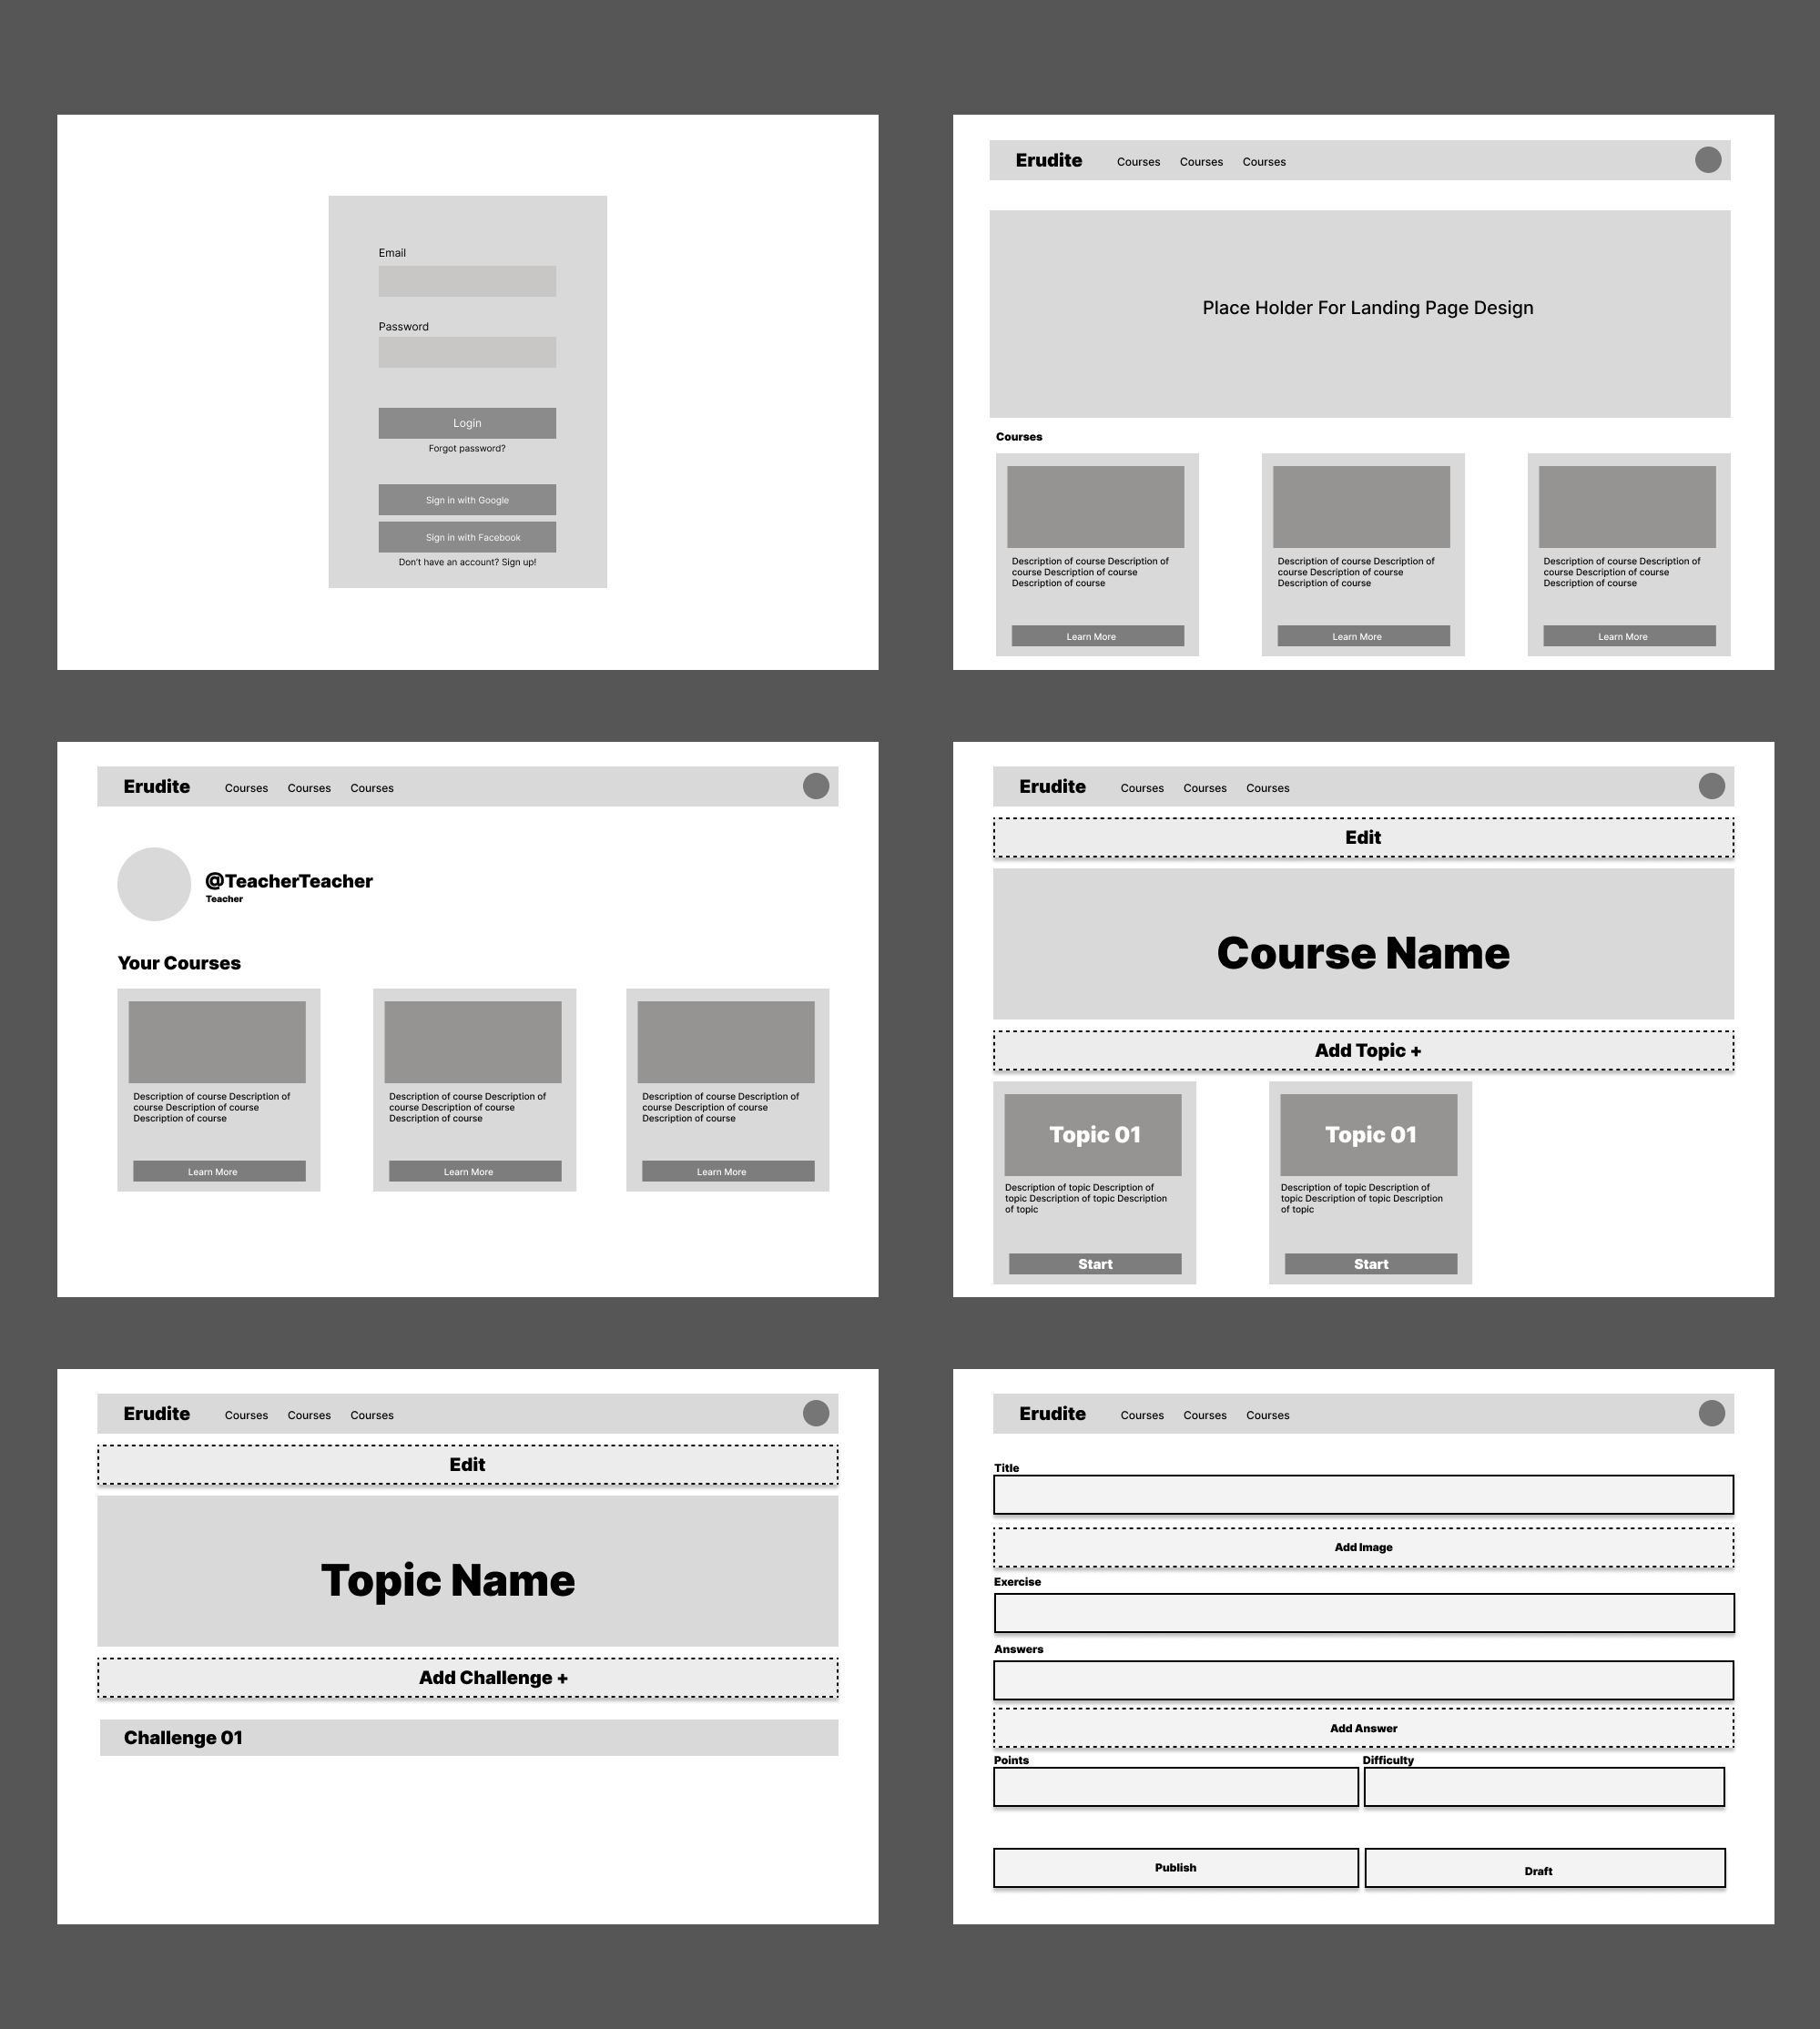 Email
Password
Login
Forgot password?
Sign in with Google
Sign in with Facebook
Don't have an account? Sign up!
Erudite Courses Courses Courses
Place Holder For Landing Page Design
Courses
Description of course Description of
course Description of course
Description of course
Learn More
Description of course Description of
course Description of course
Description of course
Learn More
Description of course Description of
course Description of course
Description of course
Learn More
Erudite Courses Courses Courses
@TeacherTeacher
Teacher
Your Courses
Description of course Description of
course Description of course
Description of course
Learn More
Description of course Description of
course Description of course
Description of course
Learn More
Description of course Description of
course Description of course
Description of course
Learn More
Erudite Courses Courses Courses
Edit
Course Name
Add Topic +
Topic 01
Description of topic Description of
topic Description of topic Description
of topic
Start
Topic 01
Description of topic Description of
topic Description of topic Description
of topic
Start
Erudite Courses Courses Courses
Edit
Topic Name
Add Challenge +
Challenge 01
Erudite Courses Courses Courses
Title
Add Image
Exercise
Answers
Add Answer
Points Difficulty
Publish Draft